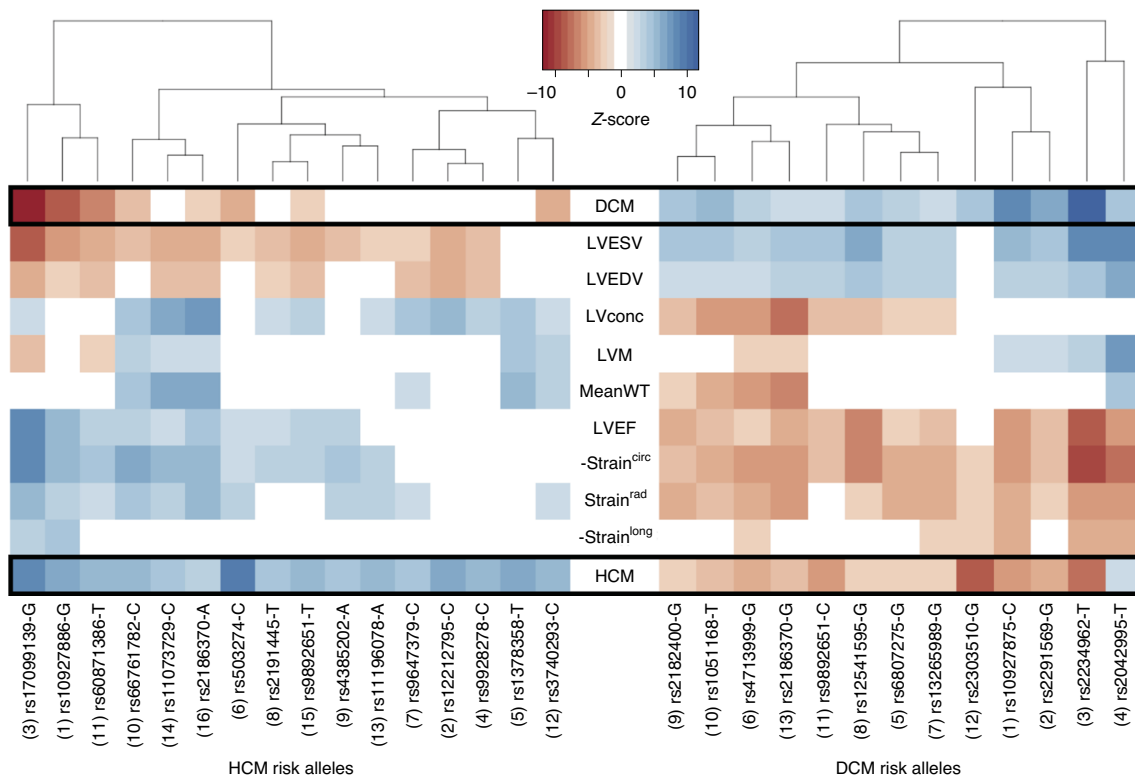 −10 0 10
Z-score
DCM
LVESV
LVEDV
LVconc
LVM
MeanWT
LVEF
-Strain^circ
Strain^rad
-Strain^long
HCM
(3) rs17099139-G
(1) rs10927886-G
(11) rs60871386-T
(10) rs66761782-C
(14) rs11073729-C
(16) rs2186370-A
(6) rs503274-C
(8) rs2191445-T
(15) rs9892651-T
(9) rs4385202-A
(13) rs11196078-A
(7) rs9647379-C
(2) rs12212795-C
(4) rs9928278-C
(5) rs1378358-T
(12) rs3740293-C
(9) rs2182400-G
(10) rs1051168-T
(6) rs4713999-G
(13) rs2186370-G
(11) rs9892651-C
(8) rs12541595-G
(5) rs68072​75-G
(7) rs13265989-G
(12) rs2303510-G
(1) rs10927875-C
(2) rs2291569-G
(3) rs2234962-T
(4) rs2042995-T
HCM risk alleles
DCM risk alleles